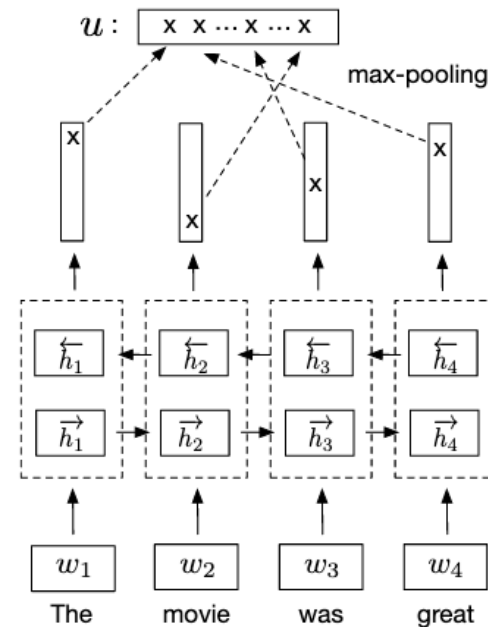 u : x x ... x ... x
max-pooling
x x x x
←h₁ ←h₂ ←h₃ ←h₄
→h₁ →h₂ →h₃ →h₄
w₁ w₂ w₃ w₄
The movie was great